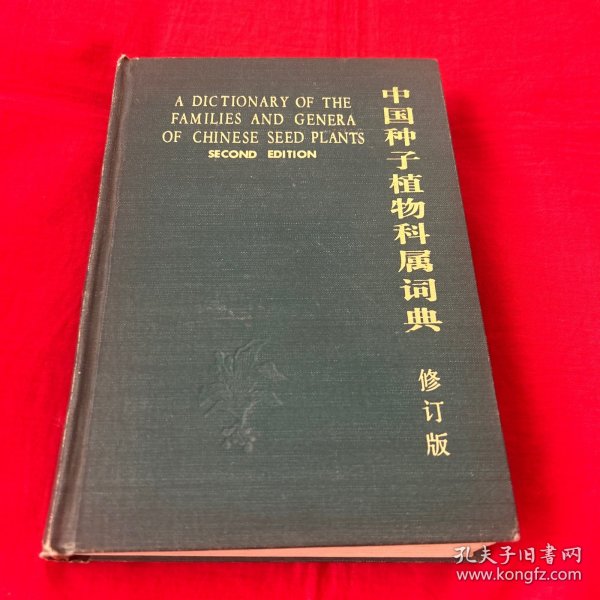 A DICTIONARY OF THE
FAMILIES AND GENERA
OF CHINESE SEED PLANTS
SECOND EDITION
中国种子植物科属词典
修订版
孔夫子旧书网
www.kongfz.com